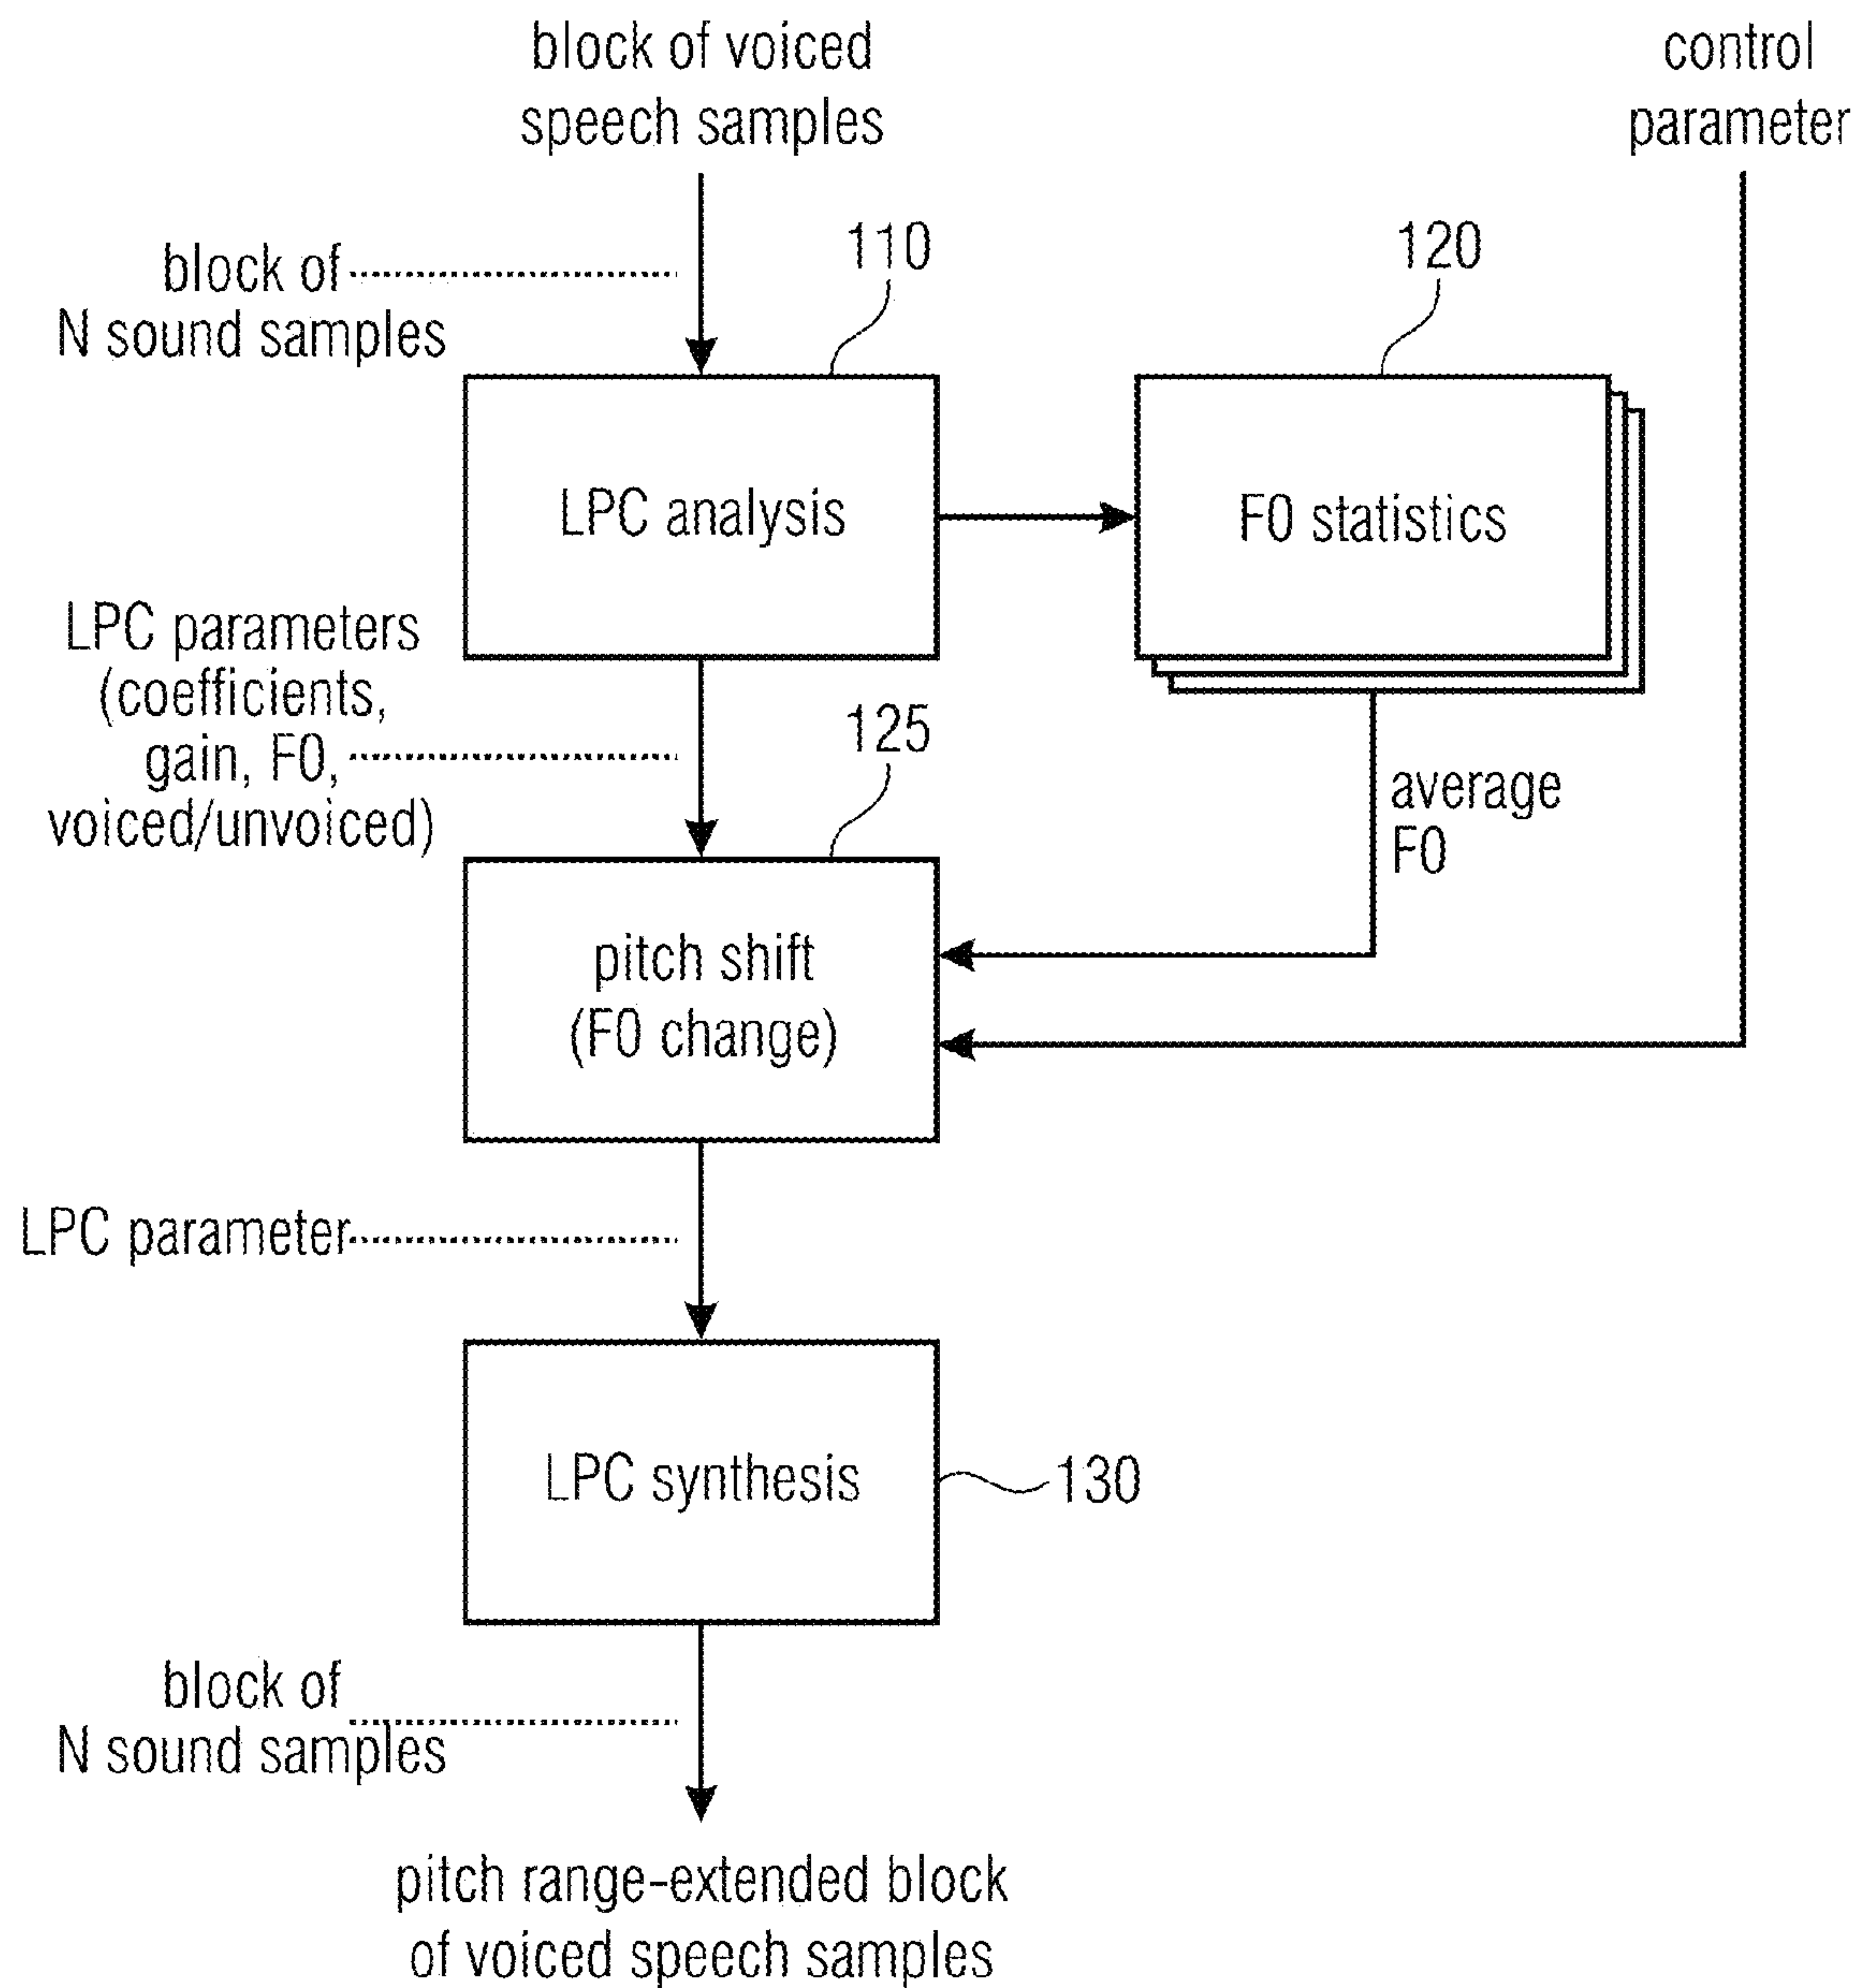 block of voiced
speech samples
control
parameter
block of
N sound samples
110
120
LPC analysis
F0 statistics
LPC parameters
(coefficients,
gain, F0,
voiced/unvoiced)
125
average
F0
pitch shift
(F0 change)
LPC parameter
LPC synthesis
130
block of
N sound samples
pitch range-extended block
of voiced speech samples